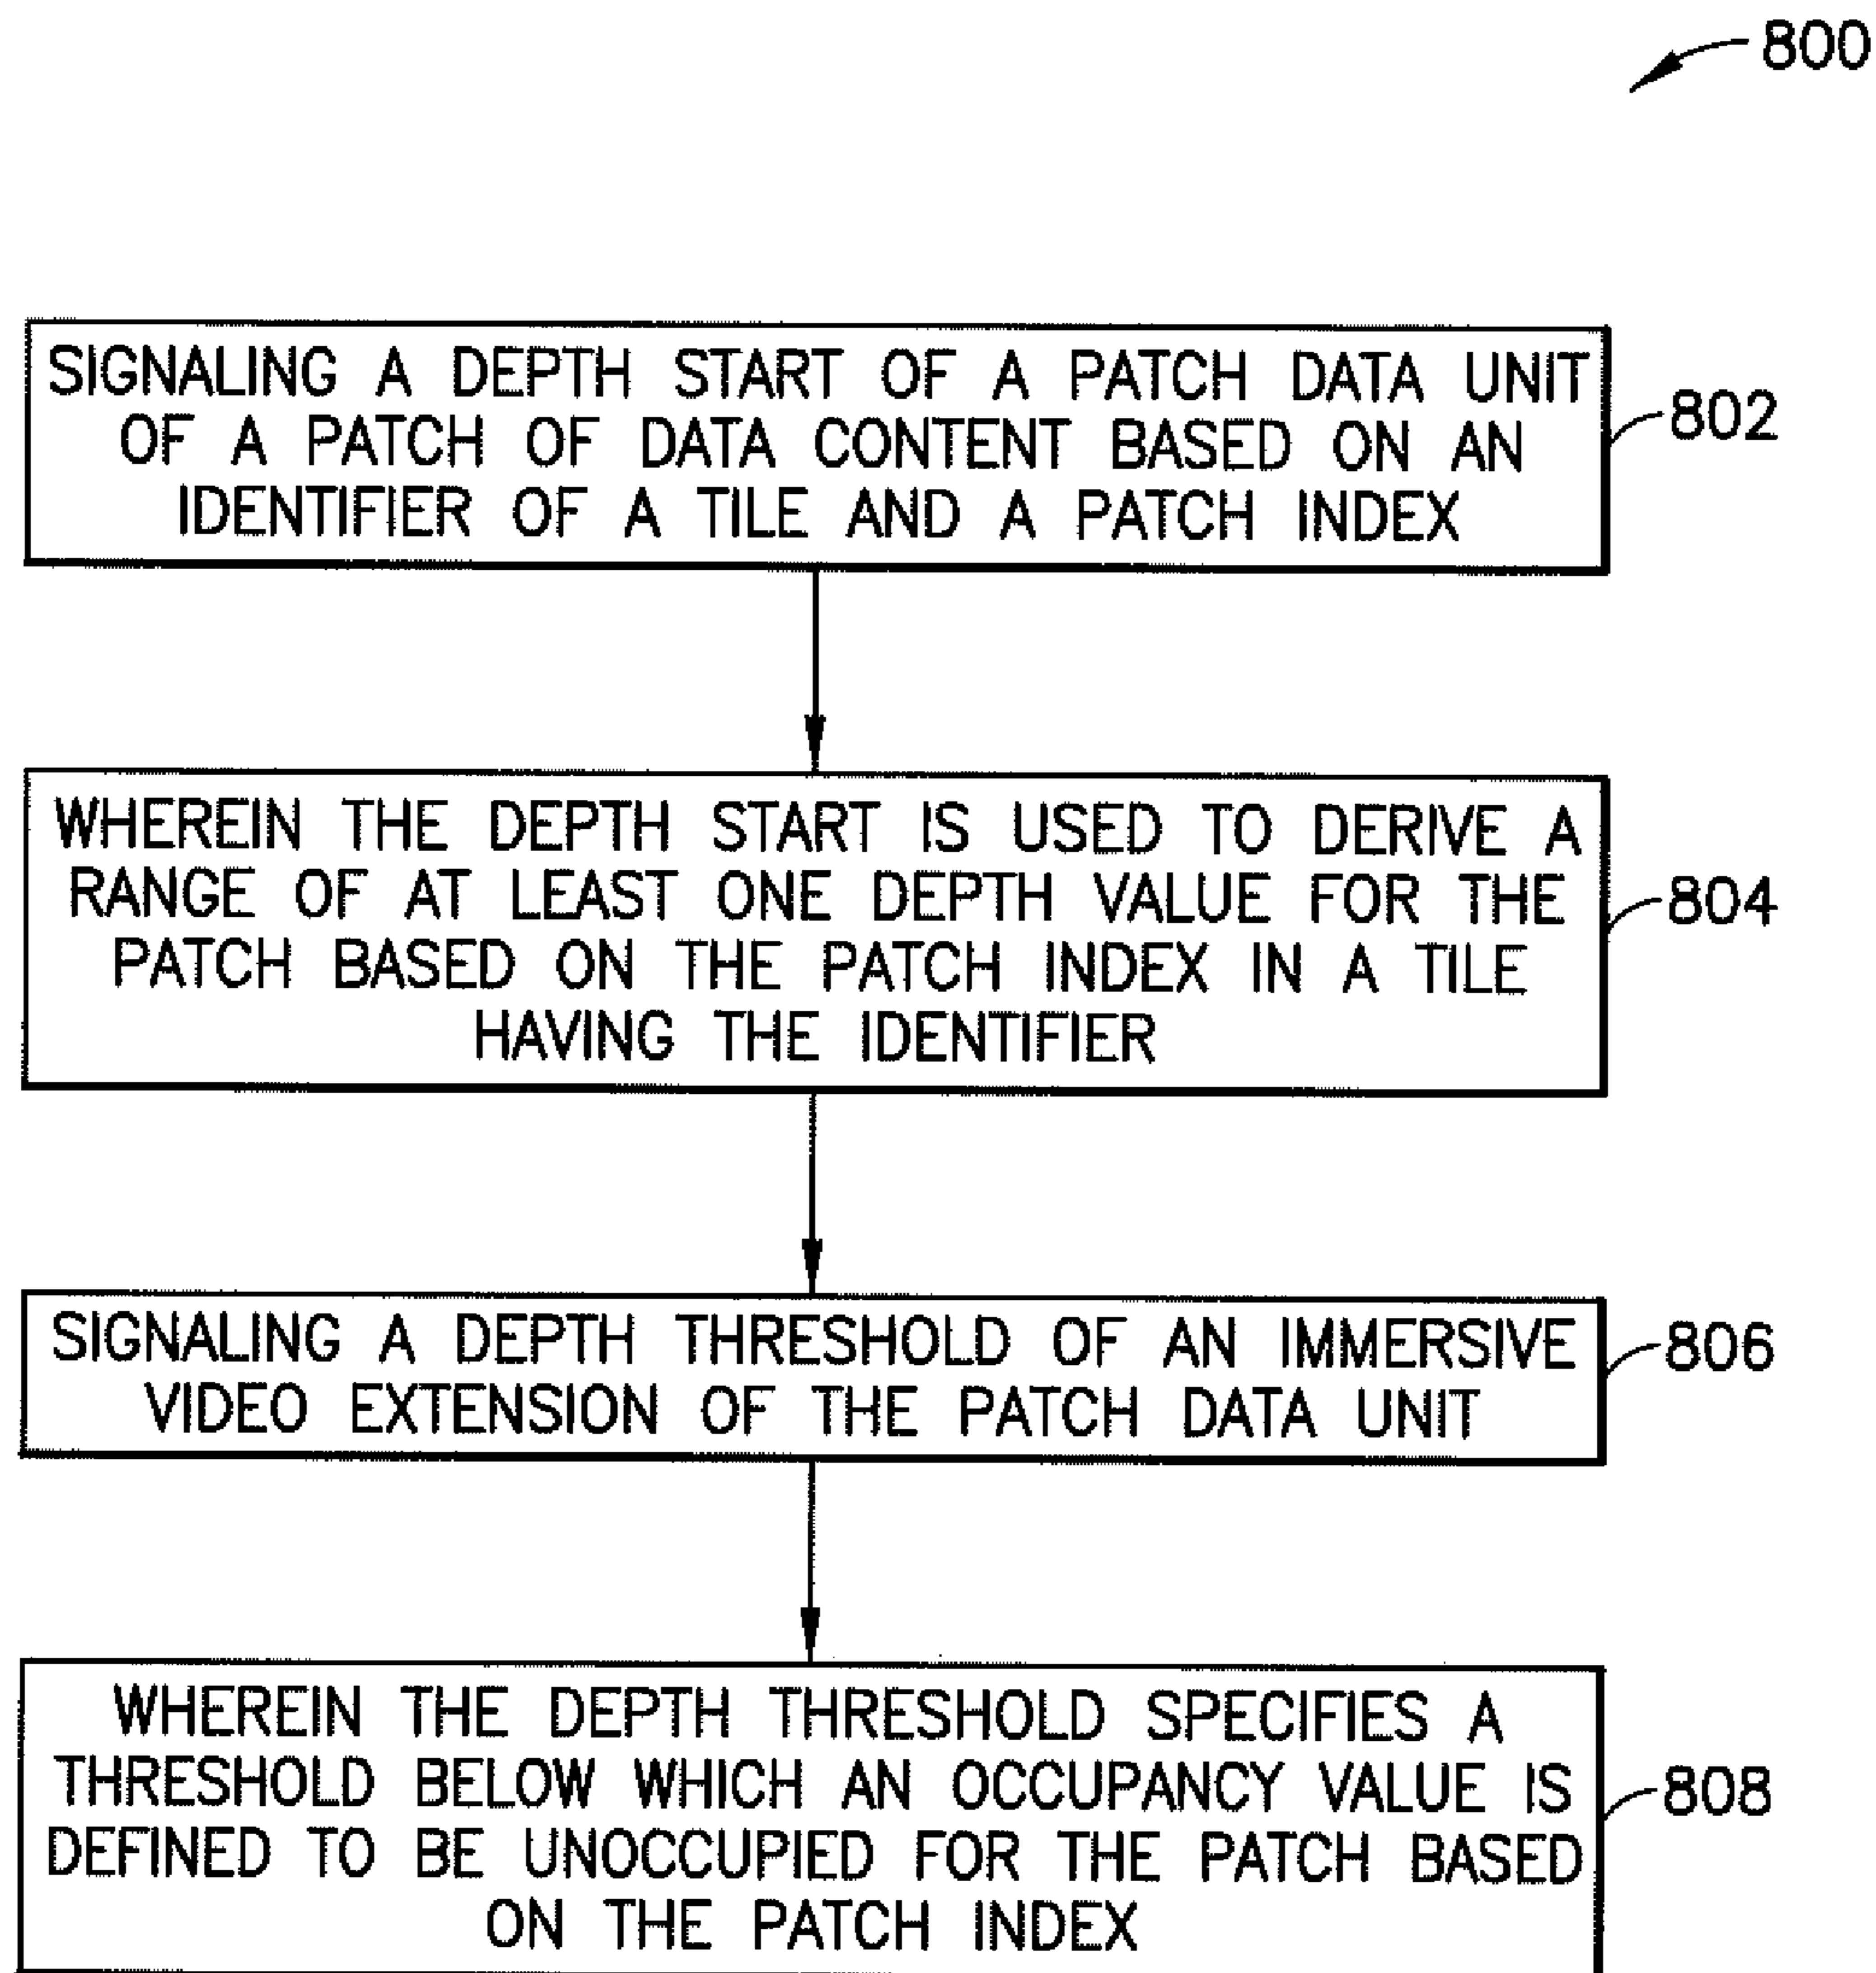 800
SIGNALING A DEPTH START OF A PATCH DATA UNIT
OF A PATCH OF DATA CONTENT BASED ON AN
IDENTIFIER OF A TILE AND A PATCH INDEX
802
WHEREIN THE DEPTH START IS USED TO DERIVE A
RANGE OF AT LEAST ONE DEPTH VALUE FOR THE
PATCH BASED ON THE PATCH INDEX IN A TILE
HAVING THE IDENTIFIER
804
SIGNALING A DEPTH THRESHOLD OF AN IMMERSIVE
VIDEO EXTENSION OF THE PATCH DATA UNIT
806
WHEREIN THE DEPTH THRESHOLD SPECIFIES A
THRESHOLD BELOW WHICH AN OCCUPANCY VALUE IS
DEFINED TO BE UNOCCUPIED FOR THE PATCH BASED
ON THE PATCH INDEX
808